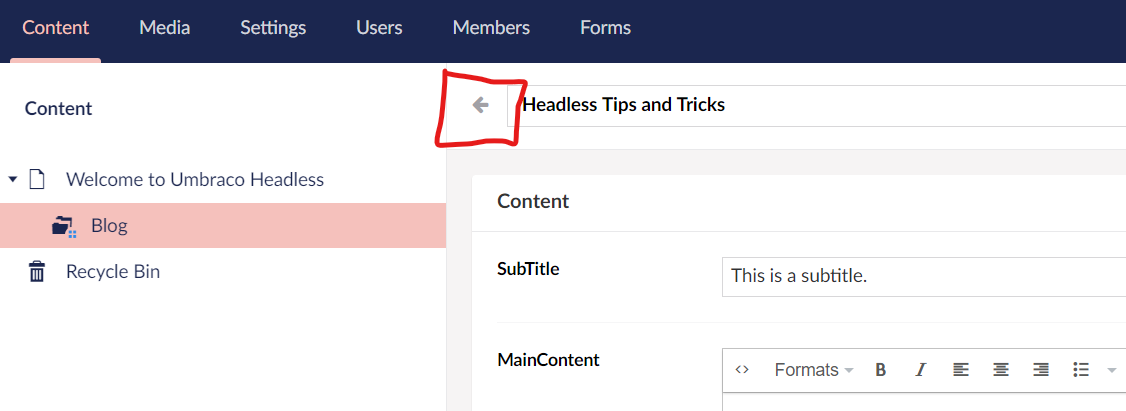 Content Media Settings Users Members Forms
Content
Headless Tips and Tricks
Welcome to Umbraco Headless
Blog
Recycle Bin
Content
SubTitle
This is a subtitle.
MainContent
<> Formats B I